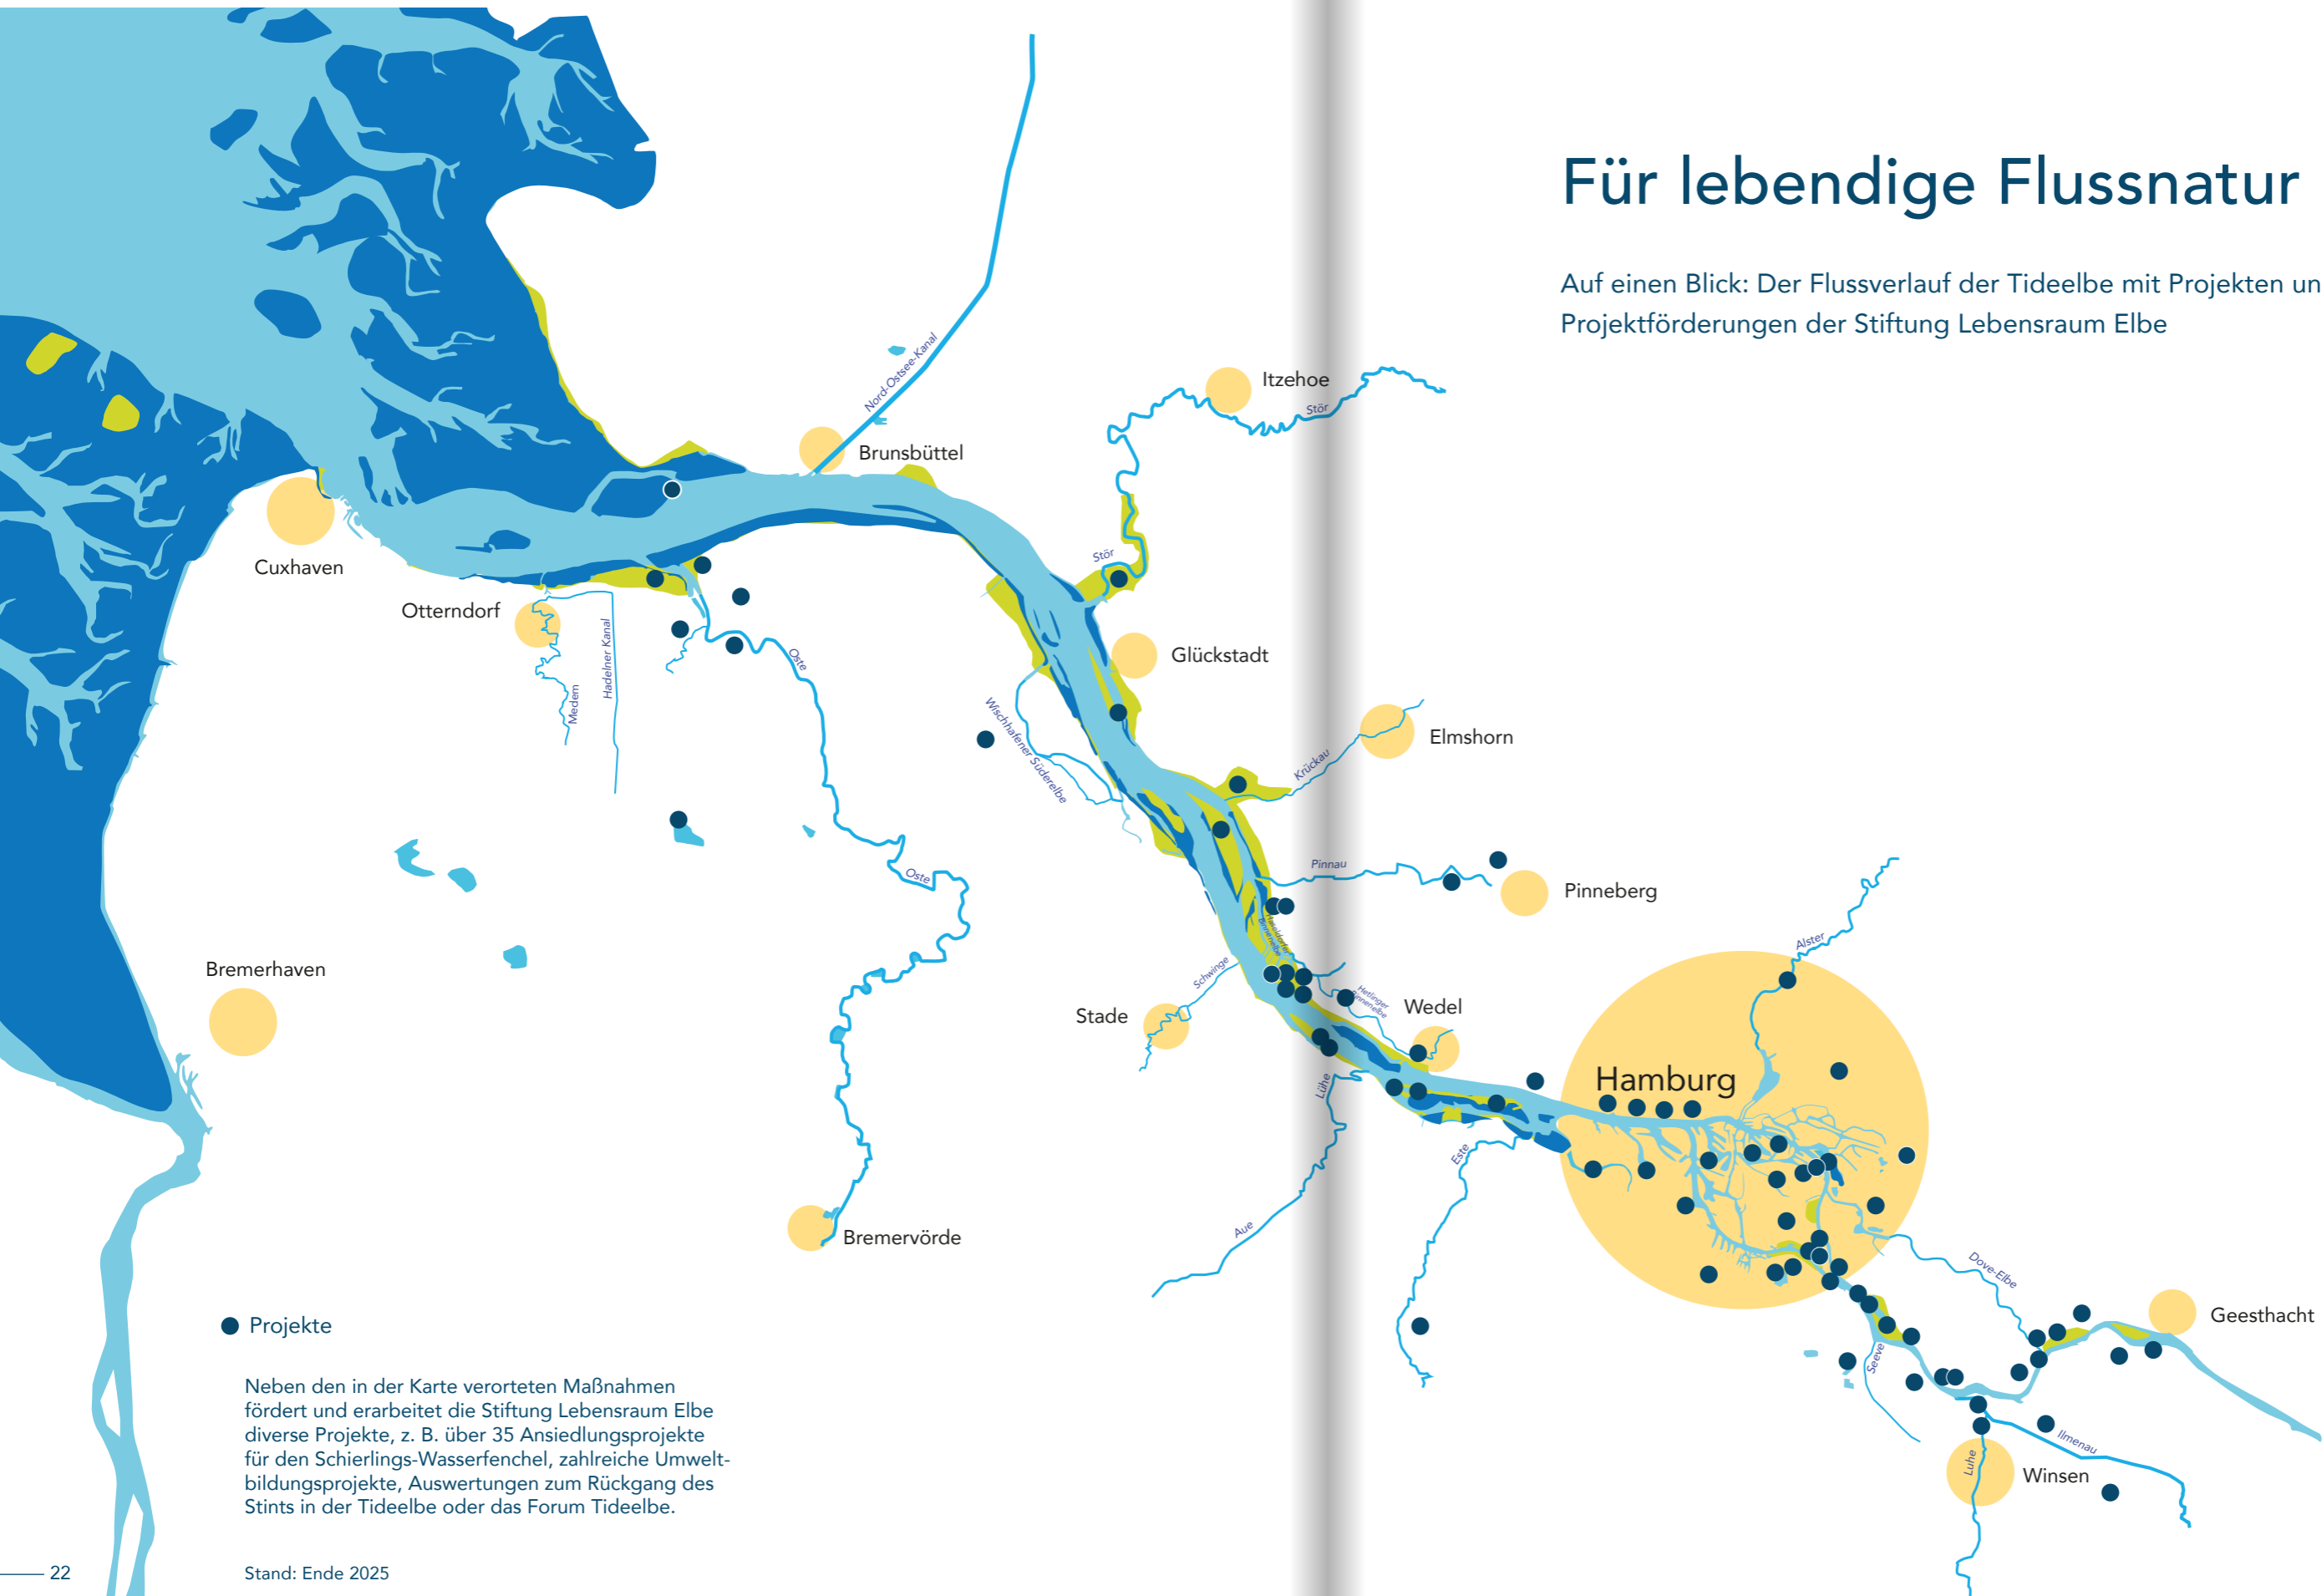 Für lebendige Flussnatur
Auf einen Blick: Der Flussverlauf der Tideelbe mit Projekten un
Projektförderungen der Stiftung Lebensraum Elbe
Nord-Ostsee-Kanal
Itzehoe
Stör
Brunsbüttel
Cuxhaven
Stör
Otterndorf
Hadelner Kanal
Medem
Oste
Glückstadt
Wischhafener Süderelbe
Elmshorn
Krückau
Pinnau
Pinneberg
Oste
Haseldorfer
Binnenelbe
Alster
Bremerhaven
Schwinge
Hetlinger
Binnenelbe
Stade
Wedel
Hamburg
Lühe
Este
Aue
Bremervörde
Dove-Elbe
Geesthacht
Seeve
Ilmenau
Luhe
Winsen
Projekte
Neben den in der Karte verorteten Maßnahmen
fördert und erarbeitet die Stiftung Lebensraum Elbe
diverse Projekte, z. B. über 35 Ansiedlungsprojekte
für den Schierlings-Wasserfenchel, zahlreiche Umwelt-
bildungsprojekte, Auswertungen zum Rückgang des
Stints in der Tideelbe oder das Forum Tideelbe.
22
Stand: Ende 2025